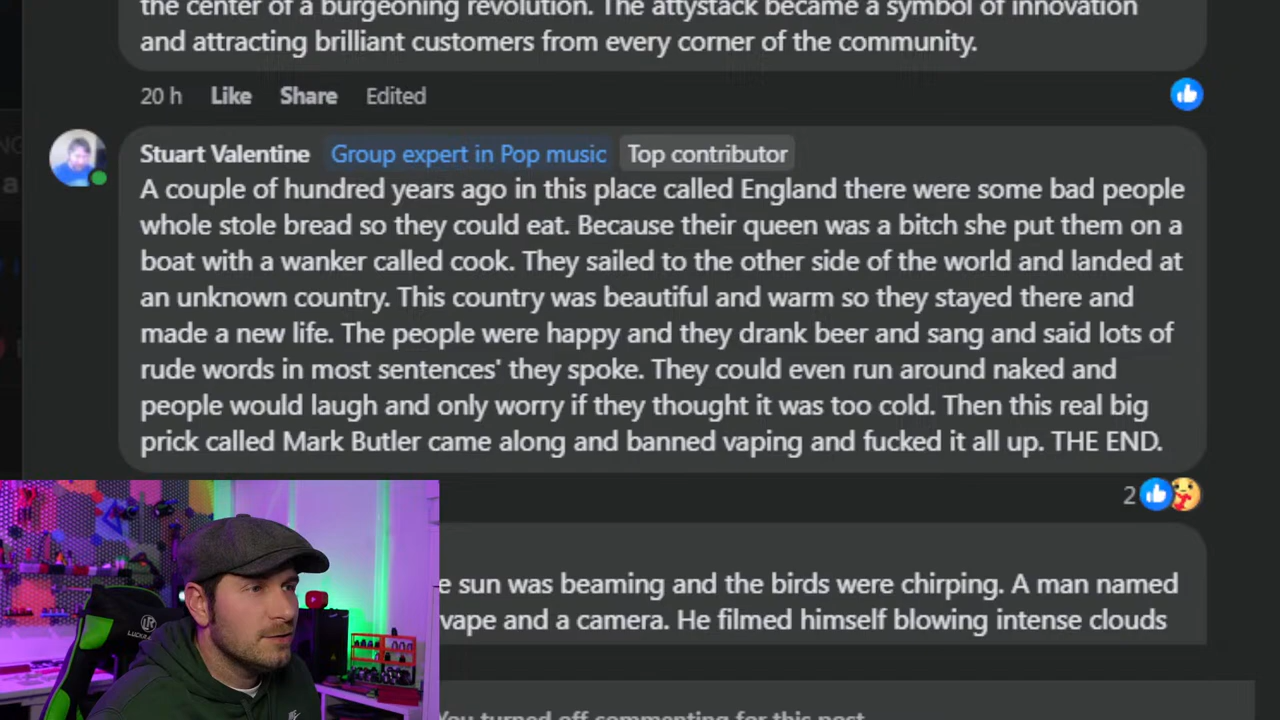 the center of a burgeoning revolution. The attystack became a symbol of innovation
and attracting brilliant customers from every corner of the community.
20 h Like Share Edited
Stuart Valentine Group expert in Pop music Top contributor
A couple of hundred years ago in this place called England there were some bad people
whole stole bread so they could eat. Because their queen was a bitch she put them on a
boat with a wanker called cook. They sailed to the other side of the world and landed at
an unknown country. This country was beautiful and warm so they stayed there and
made a new life. The people were happy and they drank beer and sang and said lots of
rude words in most sentences' they spoke. They could even run around naked and
people would laugh and only worry if they thought it was too cold. Then this real big
prick called Mark Butler came along and banned vaping and fucked it all up. THE END.
2
e sun was beaming and the birds were chirping. A man named
vape and a camera. He filmed himself blowing intense clouds
You turned off commenting for this post